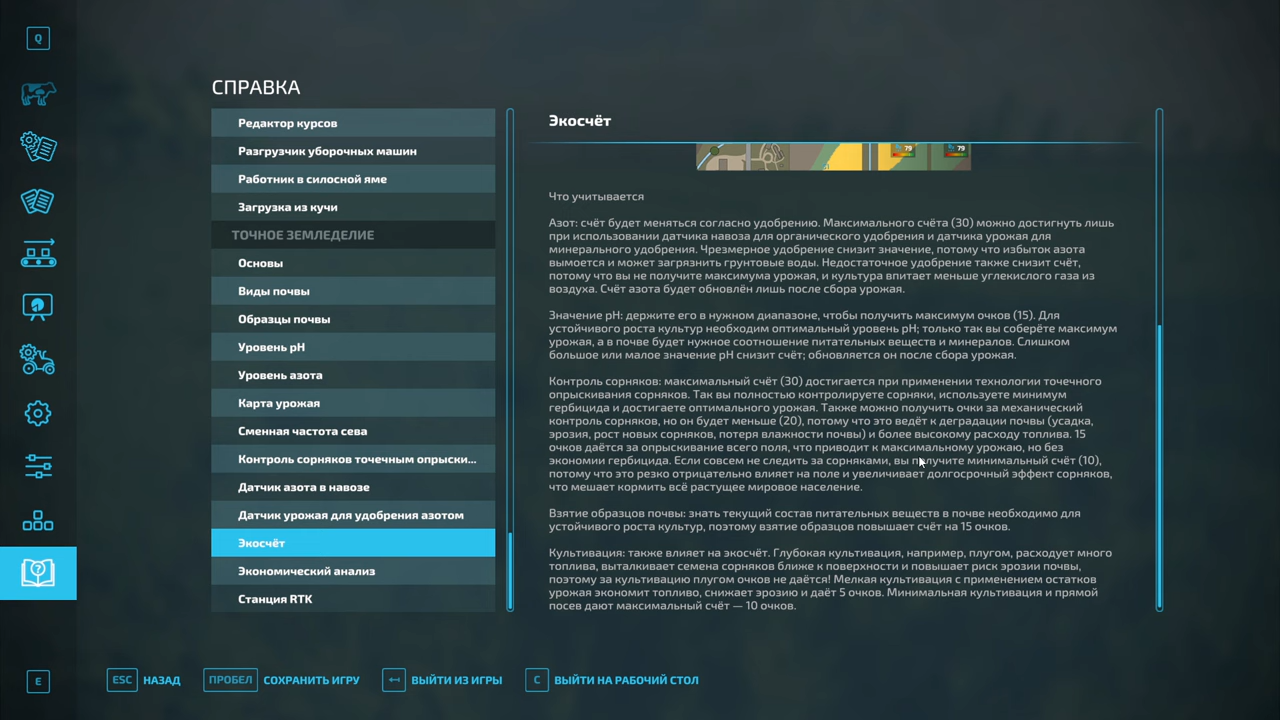 Q
СПРАВКА
Редактор курсов
Разгрузчик уборочных машин
Работник в силосной яме
Загрузка из кучи
ТОЧНОЕ ЗЕМЛЕДЕЛИЕ
Основы
Виды почвы
Образцы почвы
Уровень pH
Уровень азота
Карта урожая
Сменная частота сева
Контроль сорняков точечным опрыски...
Датчик азота в навозе
Датчик урожая для удобрения азотом
Экосчёт
Экономический анализ
Станция RTK
Экосчёт
79
79
Что учитывается
Азот: счёт будет меняться согласно удобрению. Максимального счёта (30) можно достигнуть лишь
при использовании датчика навоза для органического удобрения и датчика урожая для
минерального удобрения. Чрезмерное удобрение снизит значение, потому что избыток азота
вымоется и может загрязнить грунтовые воды. Недостаточное удобрение также снизит счёт,
потому что вы не получите максимума урожая, и культура впитает меньше углекислого газа из
воздуха. Счёт азота будет обновлён лишь после сбора урожая.
Значение pH: держите его в нужном диапазоне, чтобы получить максимум очков (15). Для
устойчивого роста культур необходим оптимальный уровень pH; только так вы соберёте максимум
урожая, а в почве будет нужное соотношение питательных веществ и минералов. Слишком
большое или малое значение pH снизит счёт; обновляется он после сбора урожая.
Контроль сорняков: максимальный счёт (30) достигается при применении технологии точечного
опрыскивания сорняков. Так вы полностью контролируете сорняки, используете минимум
гербицида и достигаете оптимального урожая. Также можно получить очки за механический
контроль сорняков, но он будет меньше (20), потому что это ведёт к деградации почвы (усадка,
эрозия, рост новых сорняков, потеря влажности почвы) и более высокому расходу топлива. 15
очков даётся за опрыскивание всего поля, что приводит к максимальному урожаю, но без
экономии гербицида. Если совсем не следить за сорняками, вы получите минимальный счёт (10),
потому что это резко отрицательно влияет на поле и увеличивает долгосрочный эффект сорняков,
что мешает кормить всё растущее мировое население.
Взятие образцов почвы: знать текущий состав питательных веществ в почве необходимо для
устойчивого роста культур, поэтому взятие образцов повышает счёт на 15 очков.
Культивация: также влияет на экосчёт. Глубокая культивация, например, плугом, расходует много
топлива, выталкивает семена сорняков ближе к поверхности и повышает риск эрозии почвы,
поэтому за культивацию плугом очков не даётся! Мелкая культивация с применением остатков
урожая экономит топливо, снижает эрозию и даёт 5 очков. Минимальная культивация и прямой
посев дают максимальный счёт — 10 очков.
E
ESC НАЗАД ПРОБЕЛ СОХРАНИТЬ ИГРУ ВЫЙТИ ИЗ ИГРЫ C ВЫЙТИ НА РАБОЧИЙ СТОЛ